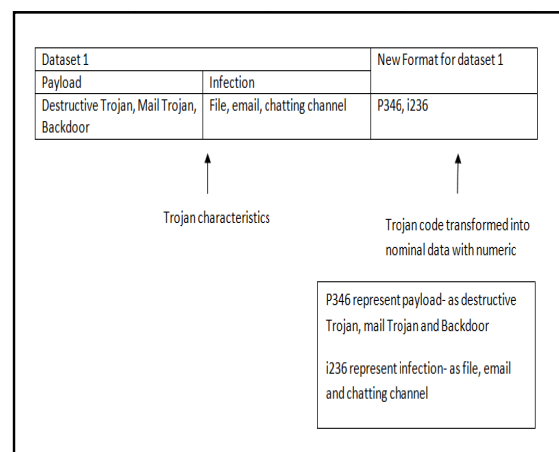 Dataset 1
New Format for dataset 1
Payload
Infection
Destructive Trojan, Mail Trojan,
Backdoor
File, email, chatting channel
P346, i236
Trojan characteristics
Trojan code transformed into
nominal data with numeric
P346 represent payload- as destructive
Trojan, mail Trojan and Backdoor
i236 represent infection- as file, email
and chatting channel